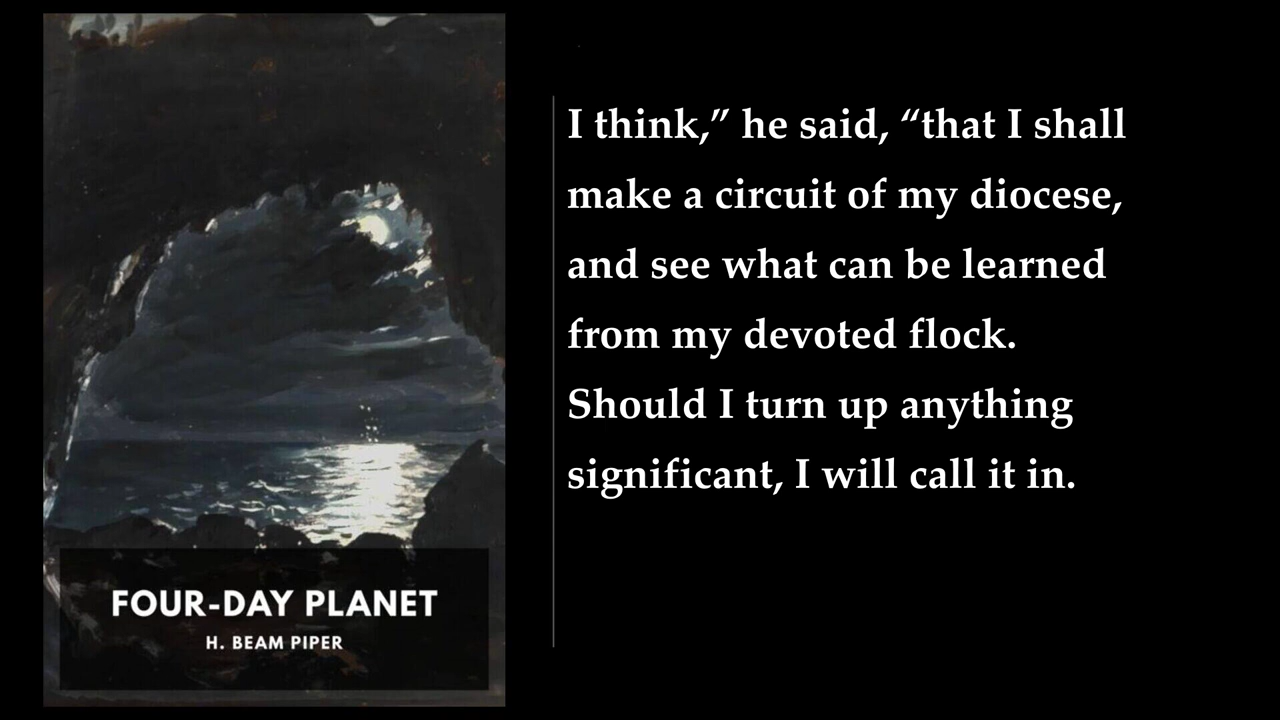 I think,” he said, “that I shall
make a circuit of my diocese,
and see what can be learned
from my devoted flock.
Should I turn up anything
significant, I will call it in.
FOUR-DAY PLANET
H. BEAM PIPER